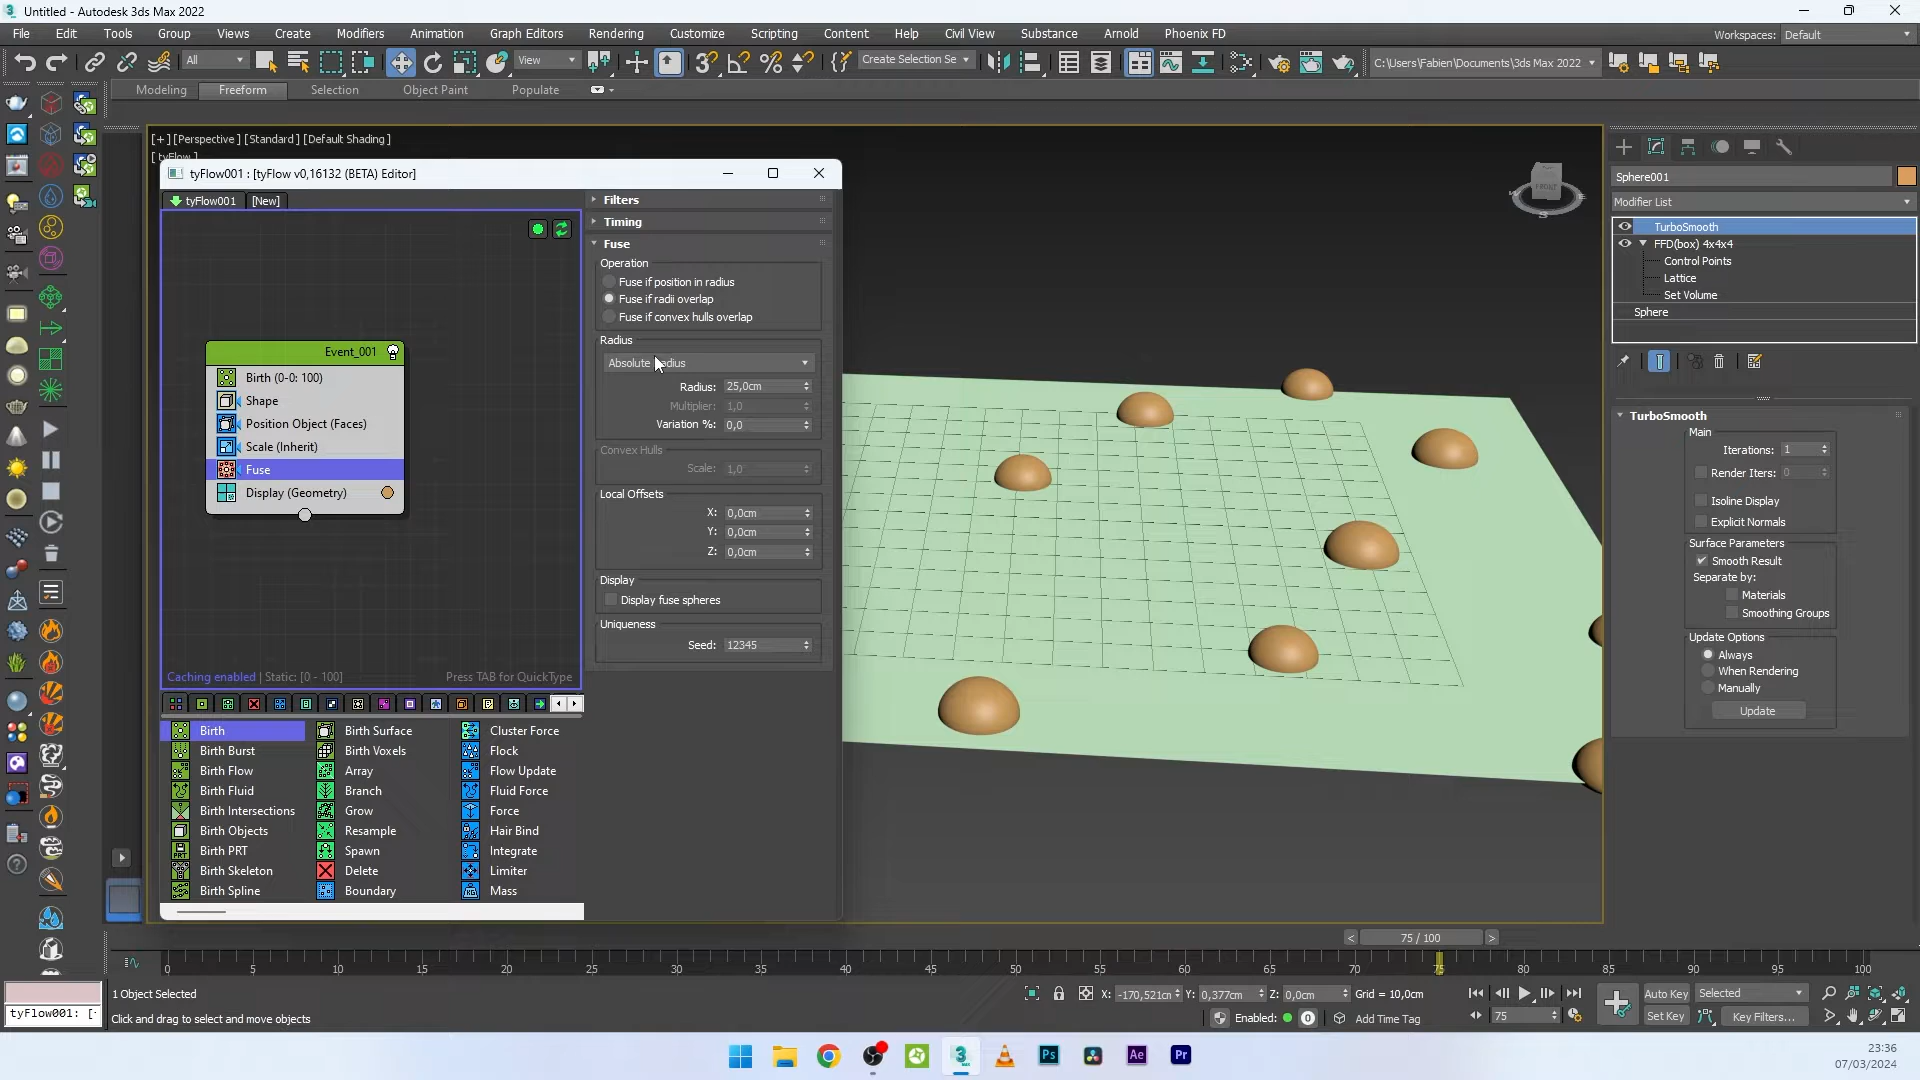 Untitled - Autodesk 3ds Max 2022
File Edit Tools Group Views Create Modifiers Animation Graph Editors Rendering Customize Scripting Content Help Civil View Substance Arnold Phoenix FD
Workspaces: Default
All View Create Selection Se C:\Users\Fabien\Documents\3ds Max 2022
Modeling Freeform Selection Object Paint Populate
[+] [Perspective] [Standard] [Default Shading]
[ tyFlow ]
tyFlow001 : [tyFlow v0,16132 (BETA) Editor]
tyFlow001 [New]
Event_001
Birth (0-0: 100)
Shape
Position Object (Faces)
Scale (Inherit)
Fuse
Display (Geometry)
Caching enabled | Static: [0 - 100]
Press TAB for QuickType
Filters
Timing
Fuse
Operation
Fuse if position in radius
Fuse if radii overlap
Fuse if convex hulls overlap
Radius
Absolute radius
Radius: 25,0cm
Multiplier: 1,0
Variation %: 0,0
Convex Hulls
Scale: 1,0
Local Offsets
X: 0,0cm
Y: 0,0cm
Z: 0,0cm
Display
Display fuse spheres
Uniqueness
Seed: 12345
Birth Birth Surface Cluster Force
Birth Burst Birth Voxels Flock
Birth Flow Array Flow Update
Birth Fluid Branch Fluid Force
Birth Intersections Grow Force
Birth Objects Resample Hair Bind
Birth PRT Spawn Integrate
Birth Skeleton Delete Limiter
Birth Spline Boundary Mass
FRONT
S
Sphere001
Modifier List
TurboSmooth
FFD(box) 4x4x4
Control Points
Lattice
Set Volume
Sphere
TurboSmooth
Main
Iterations: 1
Render Iters: 0
Isoline Display
Explicit Normals
Surface Parameters
Smooth Result
Separate by:
Materials
Smoothing Groups
Update Options
Always
When Rendering
Manually
Update
< 75 / 100 >
0 5 10 15 20 25 30 35 40 45 50 55 60 65 70 75 80 85 90 95 100
1 Object Selected
X: -170,521cm Y: 0,377cm Z: 0,0cm Grid = 10,0cm
Auto Key Selected
tyFlow001: [-
Click and drag to select and move objects
Enabled: 0 Add Time Tag
75
Set Key Key Filters...
Ps Ae Pr
23:36
07/03/2024